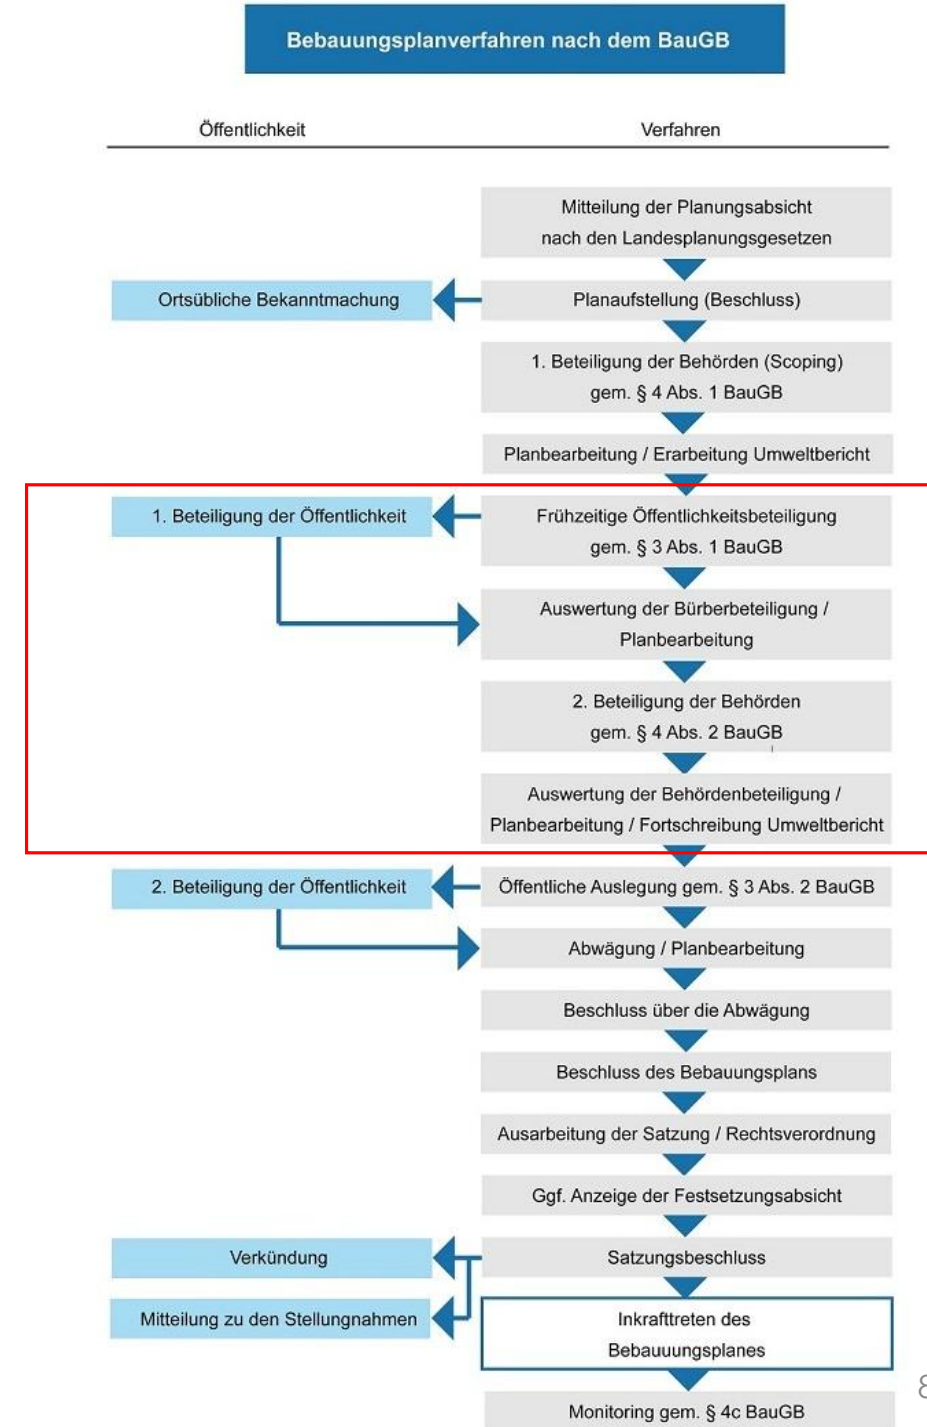 Bebauungsplanverfahren nach dem BauGB
Öffentlichkeit
Verfahren
Mitteilung der Planungsabsicht
nach den Landesplanungsgesetzen
Ortsübliche Bekanntmachung
Planaufstellung (Beschluss)
1. Beteiligung der Behörden (Scoping)
gem. § 4 Abs. 1 BauGB
Planbearbeitung / Erarbeitung Umweltbericht
1. Beteiligung der Öffentlichkeit
Frühzeitige Öffentlichkeitsbeteiligung
gem. § 3 Abs. 1 BauGB
Auswertung der Bürberbeteiligung /
Planbearbeitung
2. Beteiligung der Behörden
gem. § 4 Abs. 2 BauGB
Auswertung der Behördenbeteiligung /
Planbearbeitung / Fortschreibung Umweltbericht
2. Beteiligung der Öffentlichkeit
Öffentliche Auslegung gem. § 3 Abs. 2 BauGB
Abwägung / Planbearbeitung
Beschluss über die Abwägung
Beschluss des Bebauungsplans
Ausarbeitung der Satzung / Rechtsverordnung
Ggf. Anzeige der Festsetzungsabsicht
Verkündung
Satzungsbeschluss
Mitteilung zu den Stellungnahmen
Inkrafttreten des
Bebauuungsplanes
8
Monitoring gem. § 4c BauGB